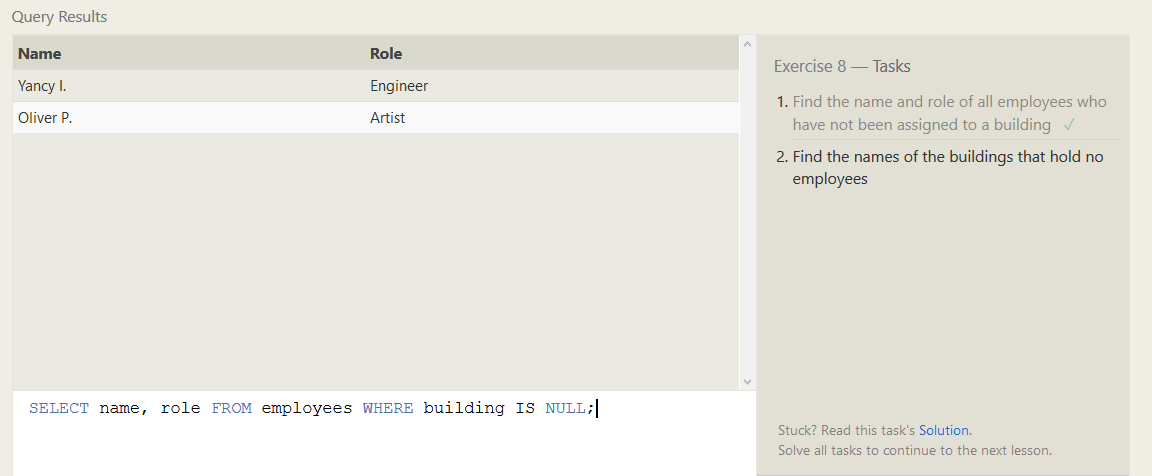 Query Results
Name Role
Yancy I. Engineer
Oliver P. Artist
SELECT name, role FROM employees WHERE building IS NULL;
Exercise 8 — Tasks
1. Find the name and role of all employees who
have not been assigned to a building ✓
2. Find the names of the buildings that hold no
employees
Stuck? Read this task's Solution.
Solve all tasks to continue to the next lesson.